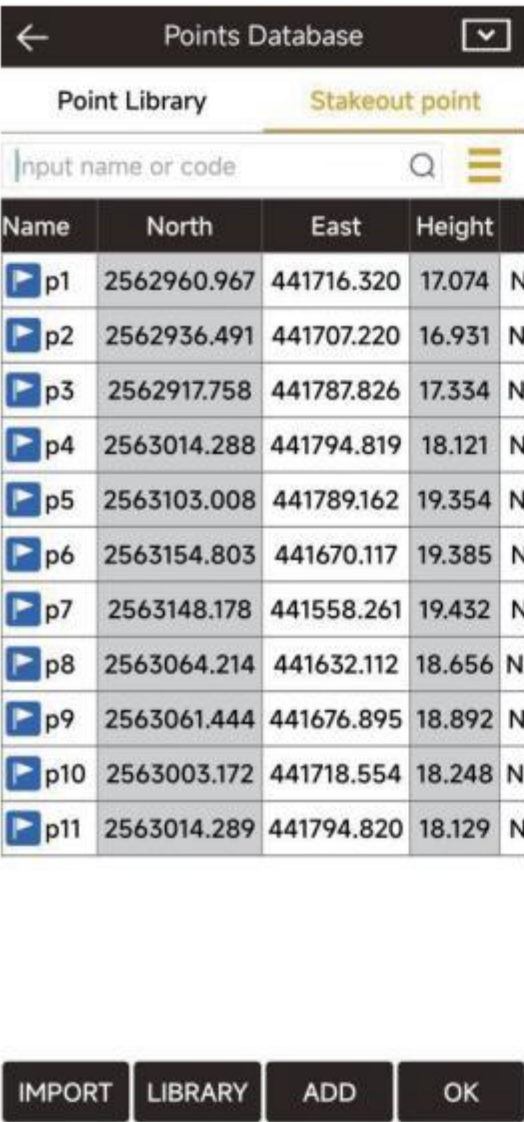 Points Database
Point Library Stakeout point
Input name or code
Name North East Height
p1 2562960.967 441716.320 17.074 N
p2 2562936.491 441707.220 16.931 N
p3 2562917.758 441787.826 17.334 N
p4 2563014.288 441794.819 18.121 N
p5 2563103.008 441789.162 19.354 N
p6 2563154.803 441670.117 19.385 N
p7 2563148.178 441558.261 19.432 N
p8 2563064.214 441632.112 18.656 N
p9 2563061.444 441676.895 18.892 N
p10 2563003.172 441718.554 18.248 N
p11 2563014.289 441794.820 18.129 N
IMPORT LIBRARY ADD OK